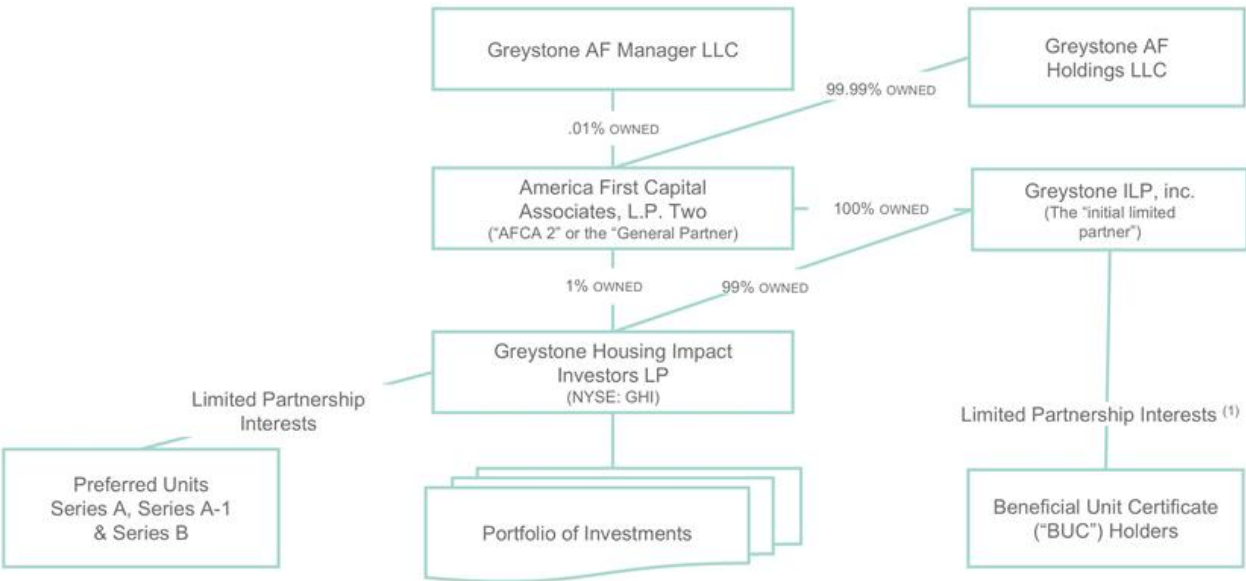 Greystone AF Manager LLC
Greystone AF
Holdings LLC
99.99% OWNED
.01% OWNED
America First Capital
Associates, L.P. Two
(“AFCA 2” or the “General Partner)
100% OWNED
Greystone ILP, inc.
(The “initial limited
partner”)
1% OWNED
99% OWNED
Greystone Housing Impact
Investors LP
(NYSE: GHI)
Limited Partnership
Interests
Limited Partnership Interests (1)
Preferred Units
Series A, Series A-1
& Series B
Portfolio of Investments
Beneficial Unit Certificate
(“BUC”) Holders